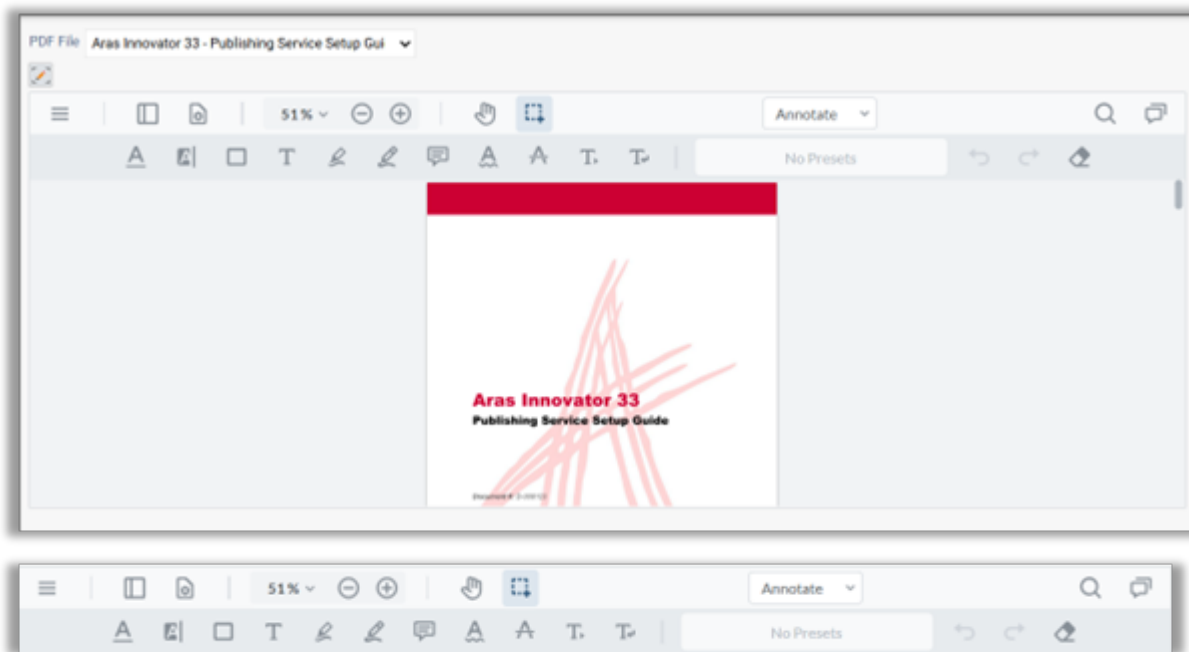 PDF File Aras Innovator 33 - Publishing Service Setup Gui
51%
Annotate
No Presets
Aras Innovator 33
Publishing Service Setup Guide
Document #:
51%
Annotate
No Presets